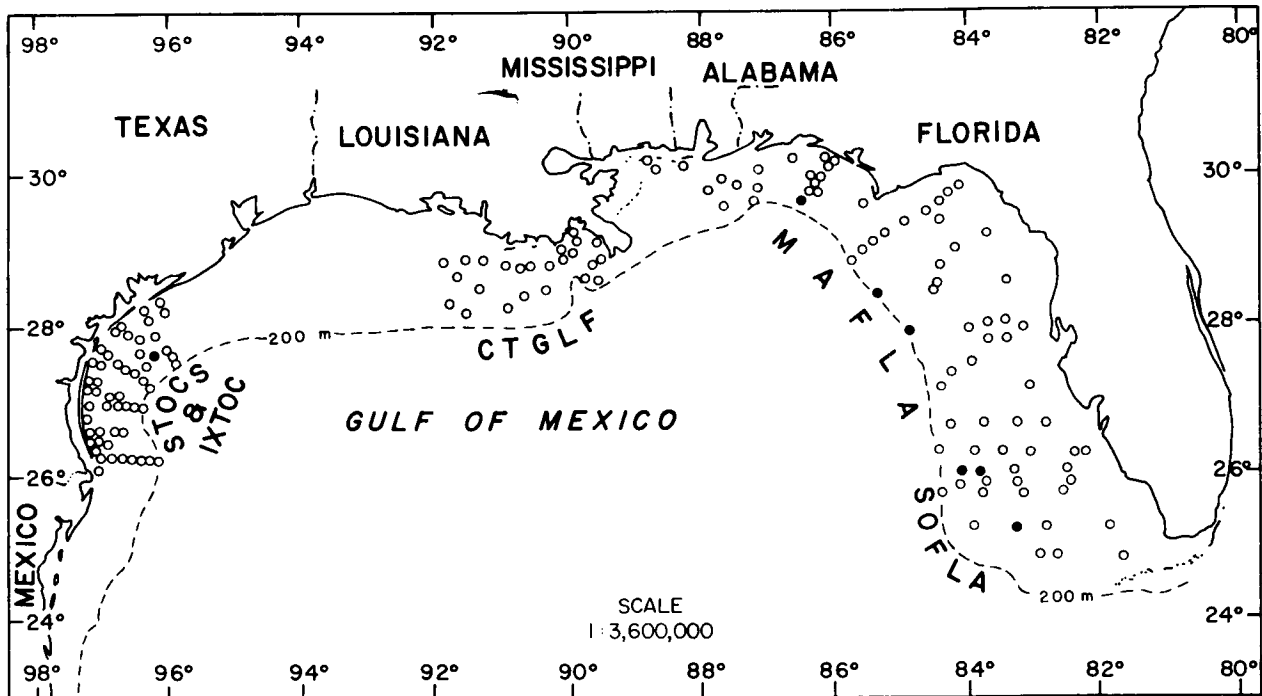 98° 96° 94° 92° 90° 88° 86° 84° 82° 80°
MISSISSIPPI ALABAMA
TEXAS LOUISIANA FLORIDA
30° 30°
MAFLA
28° 28°
200 m
CTGLF
STOCS
&
IXTOC
GULF OF MEXICO
26° 26°
SOFLA
MEXICO
200 m
24° 24°
SCALE
1:3,600,000
98° 96° 94° 92° 90° 88° 86° 84° 82° 80°